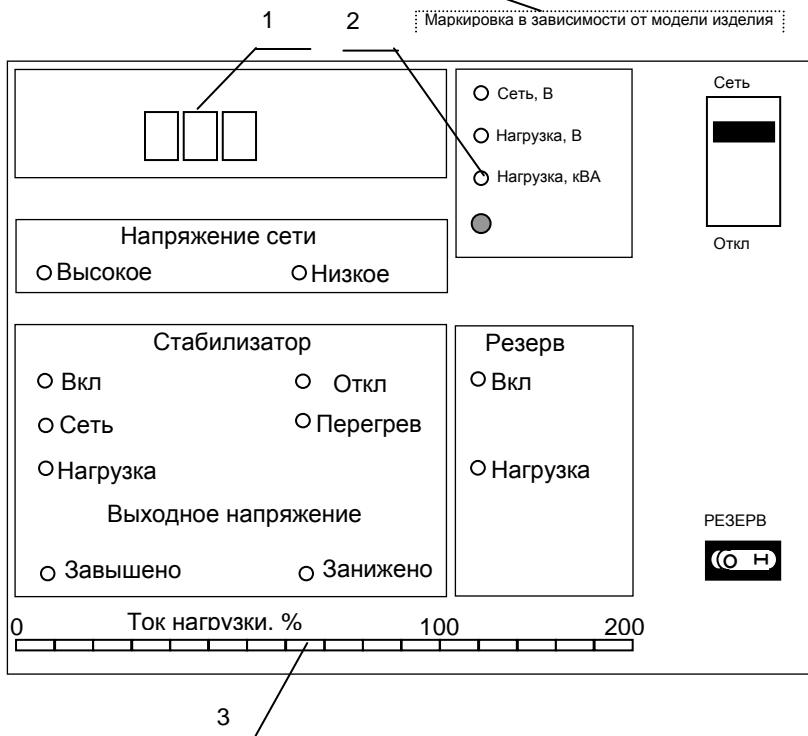 1 2
Маркировка в зависимости от модели изделия
Сеть, В
Нагрузка, В
Нагрузка, кВА
Сеть
Откл
Напряжение сети
Высокое Низкое
Стабилизатор
Вкл Откл
Сеть Перегрев
Нагрузка
Выходное напряжение
Завышено Занижено
Резерв
Вкл
Нагрузка
РЕЗЕРВ
Ток нагрузки, %
0 100 200
3